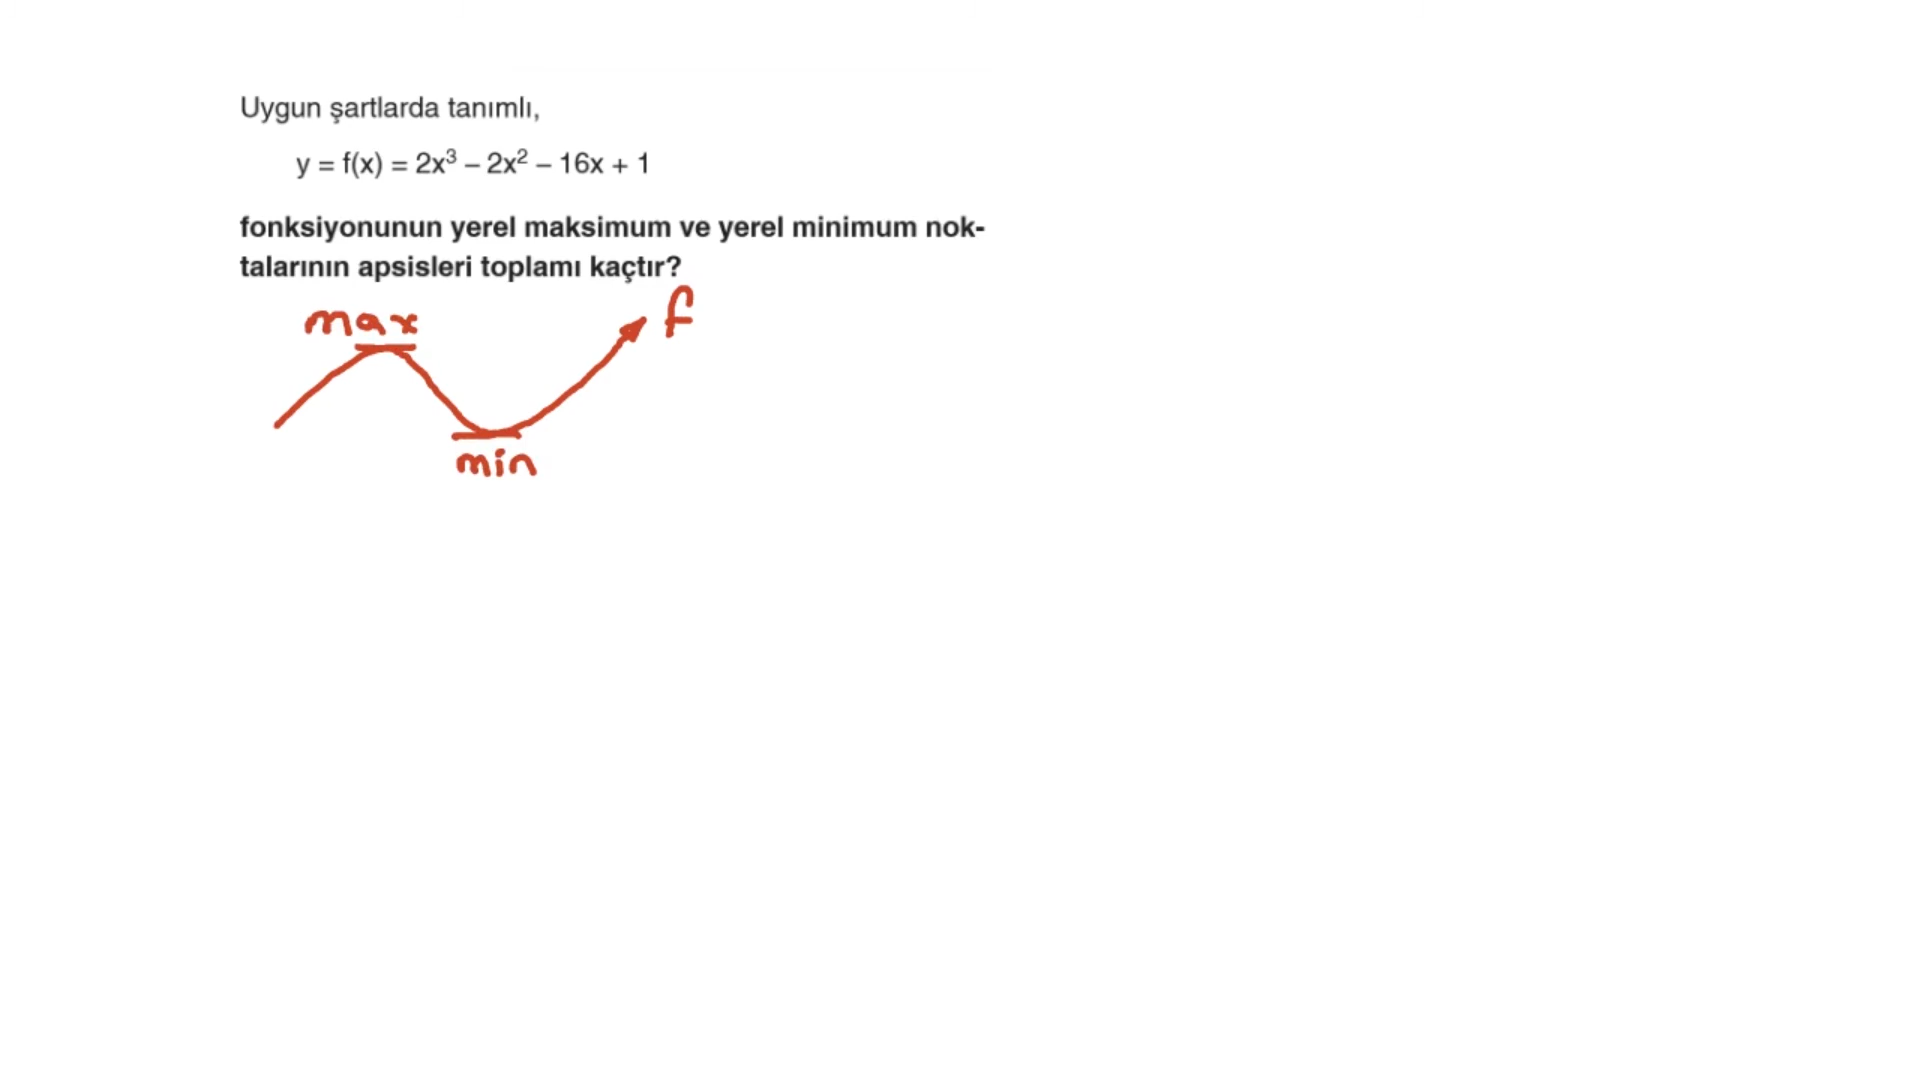 Uygun şartlarda tanımlı,
y = f(x) = 2x³ – 2x² – 16x + 1
fonksiyonunun yerel maksimum ve yerel minimum nok-
talarının apsisleri toplamı kaçtır?
max
f
min